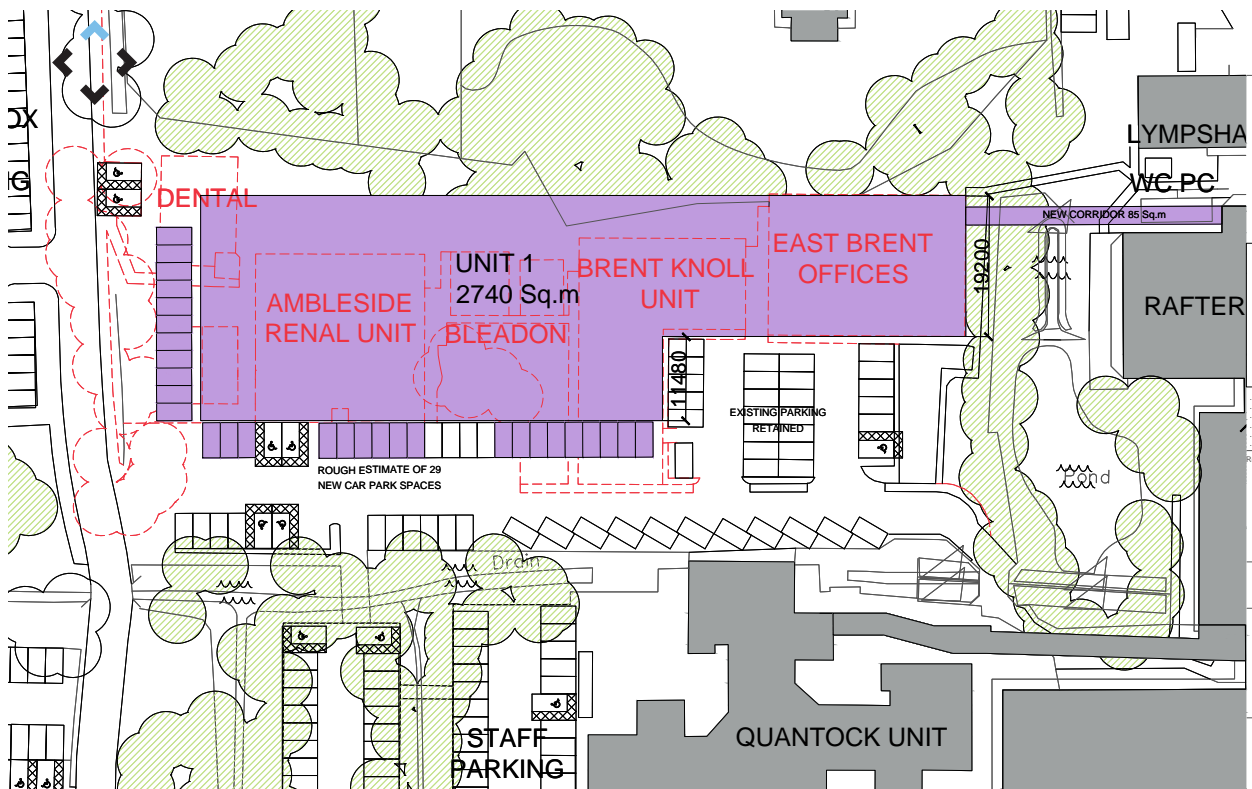 OX
G
LYMPSHA
DENTAL
WC PC
NEW CORRIDOR 85 Sq.m
UNIT 1
2740 Sq.m
EAST BRENT
OFFICES
BRENT KNOLL
UNIT
19200
AMBLESIDE
RENAL UNIT
BLEADON
RAFTER
11480
EXISTING PARKING
RETAINED
ROUGH ESTIMATE OF 29
NEW CAR PARK SPACES
Pond
Drain
STAFF
PARKING
QUANTOCK UNIT